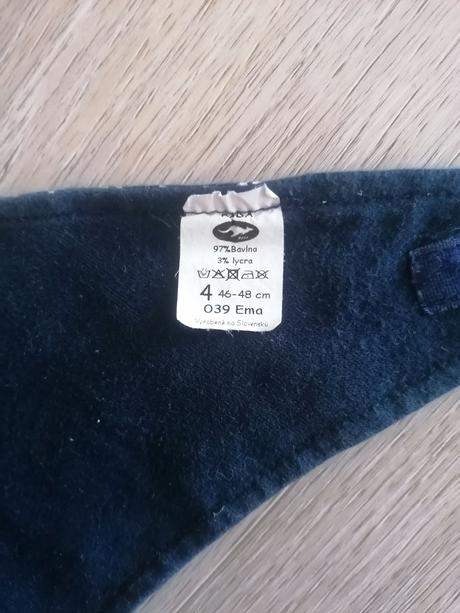 97%Bavlna
3% lycra
4 46-48 cm
039 Ema
Vyrobené na Slovensku